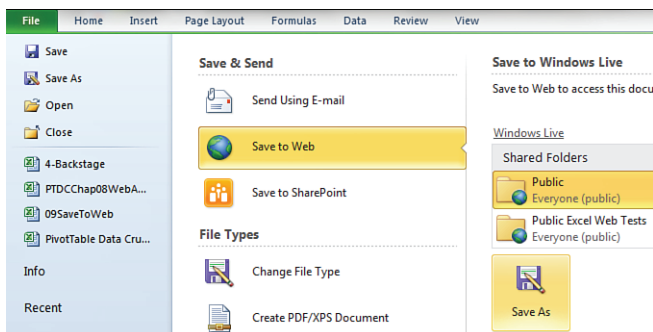 File Home Insert Page Layout Formulas Data Review View
Save
Save As
Open
Close
4-Backstage
PTDCChap08WebA...
09SaveToWeb
PivotTable Data Cru...
Info
Recent
Save & Send
Send Using E-mail
Save to Web
Save to SharePoint
File Types
Change File Type
Create PDF/XPS Document
Save to Windows Live
Save to Web to access this docu
Windows Live
Shared Folders
Public
Everyone (public)
Public Excel Web Tests
Everyone (public)
Save As